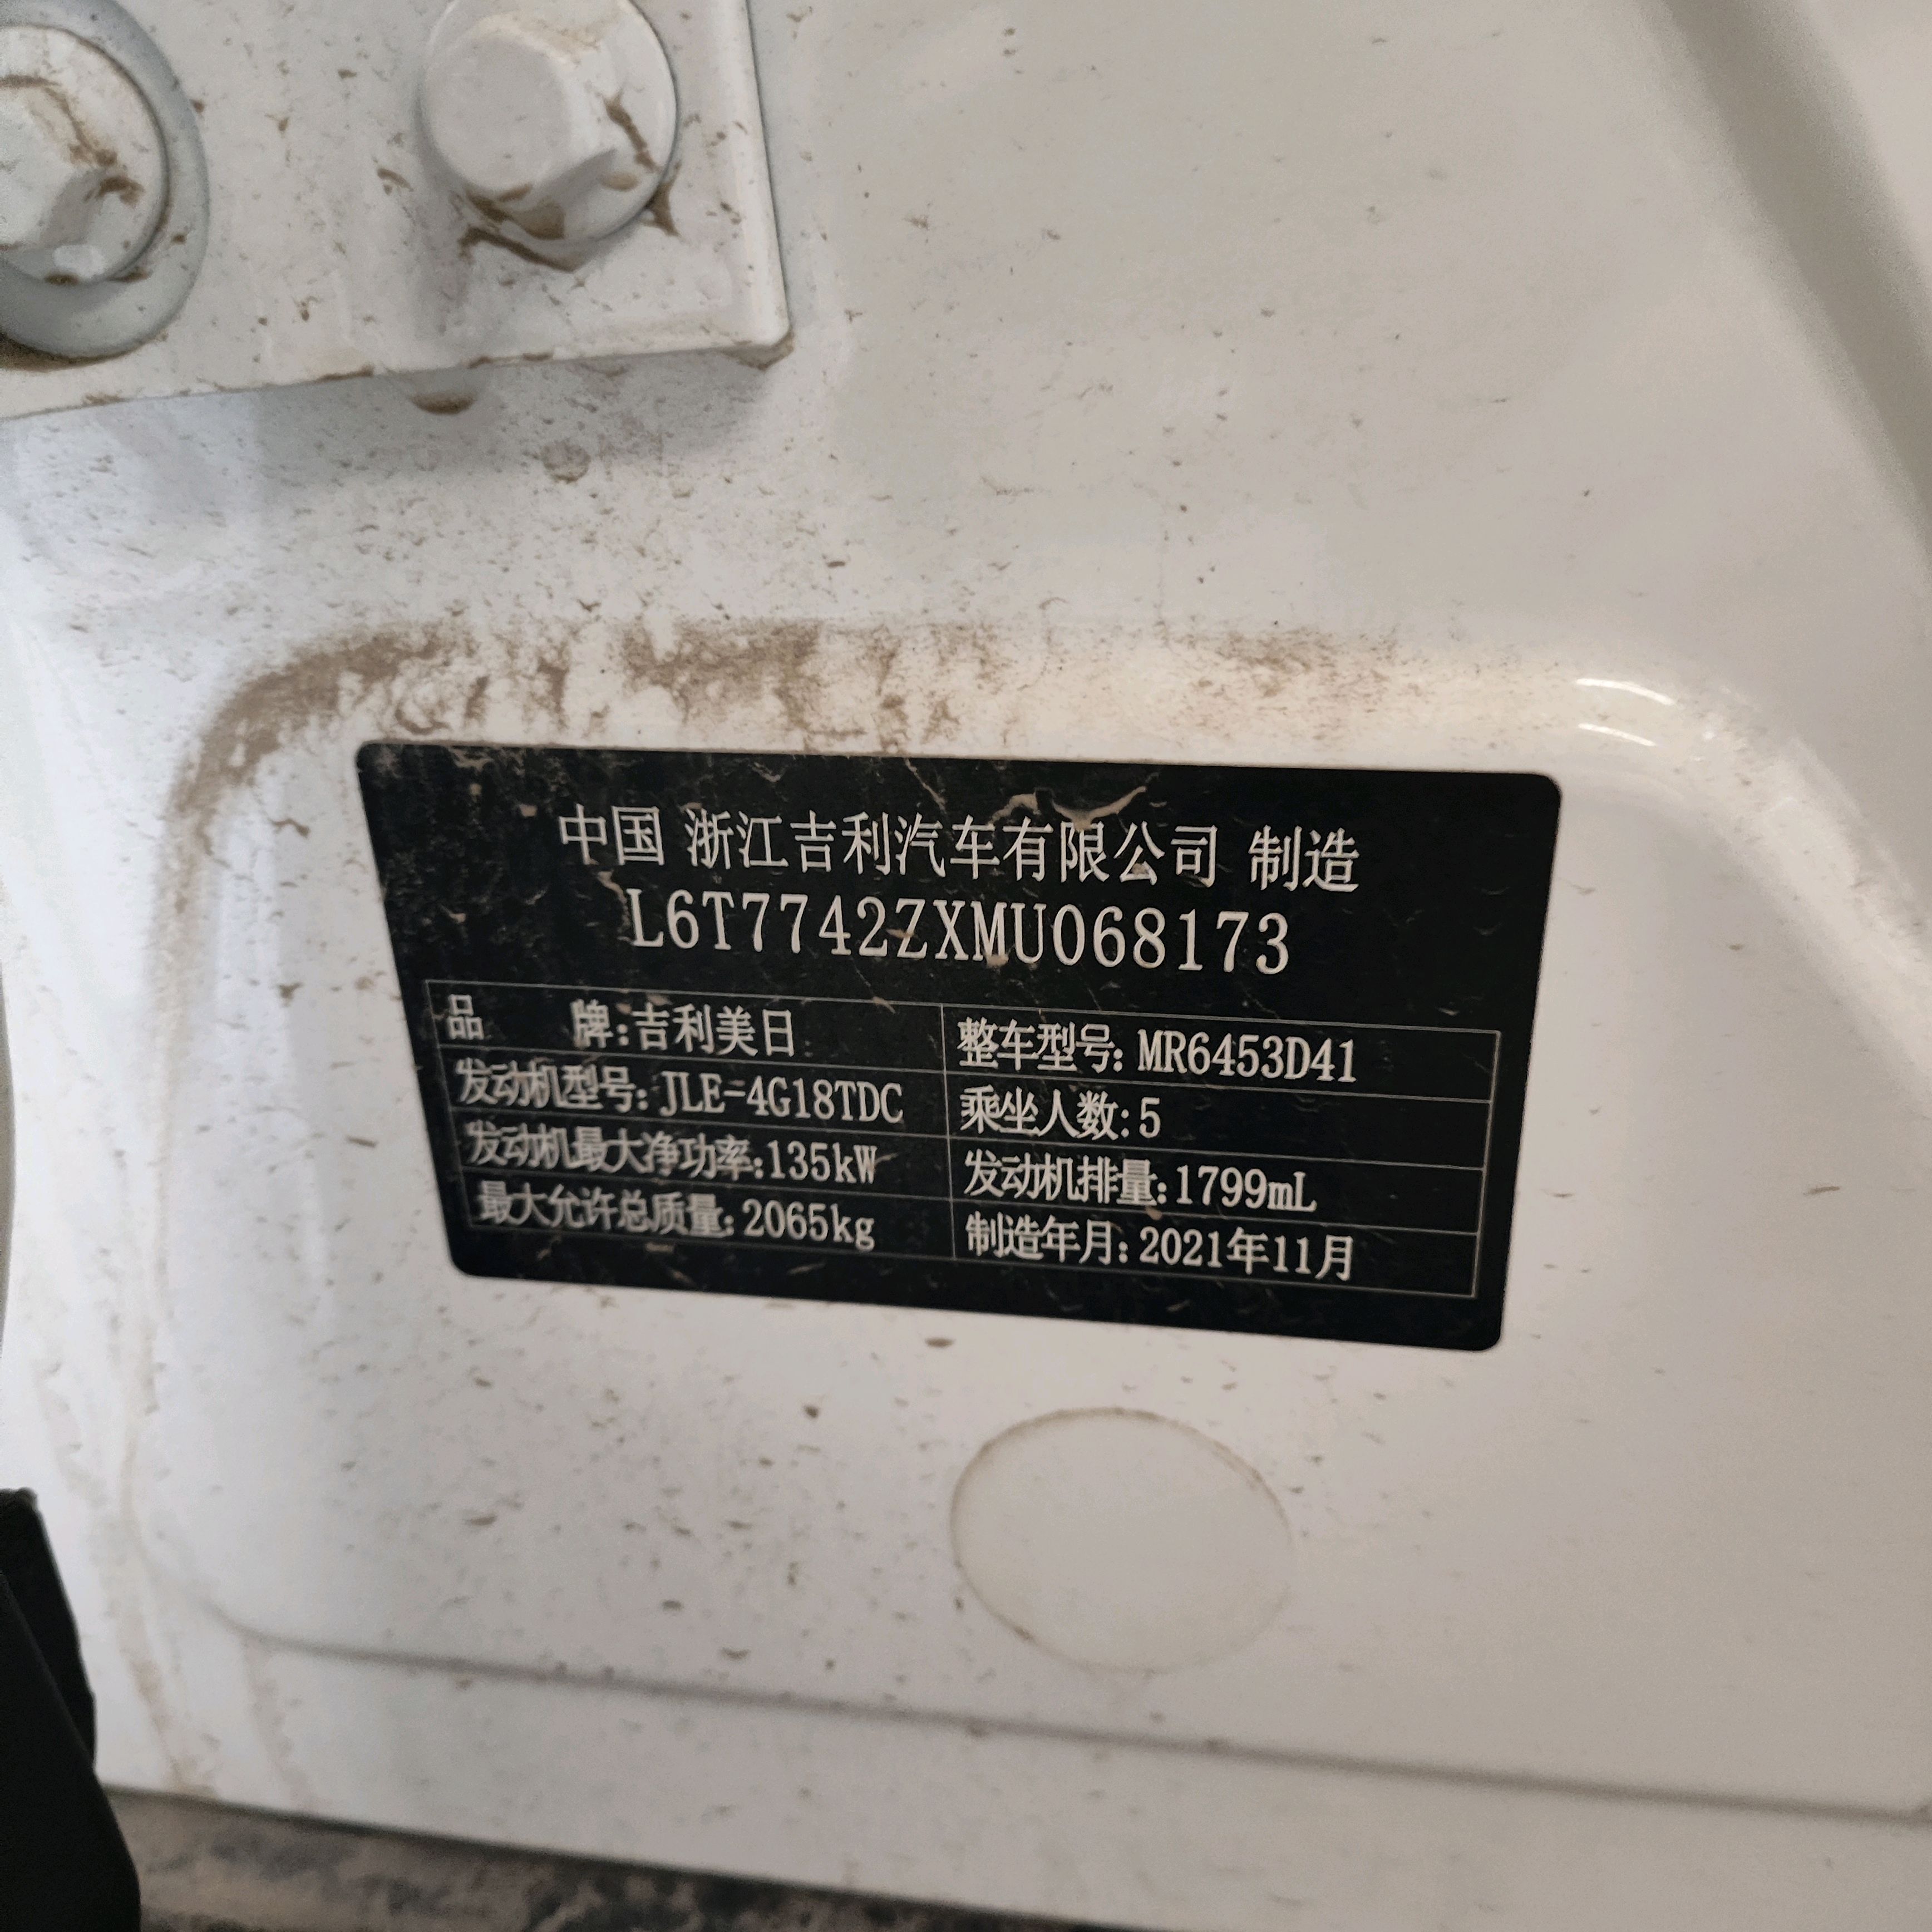 中国 浙江吉利汽车有限公司 制造
L6T7742ZXMU068173
品 牌:吉利美日 整车型号:MR6453D41
发动机型号:JLE-4G18TDC 乘坐人数:5
发动机最大净功率:135kW 发动机排量:1799mL
最大允许总质量:2065kg 制造年月:2021年11月